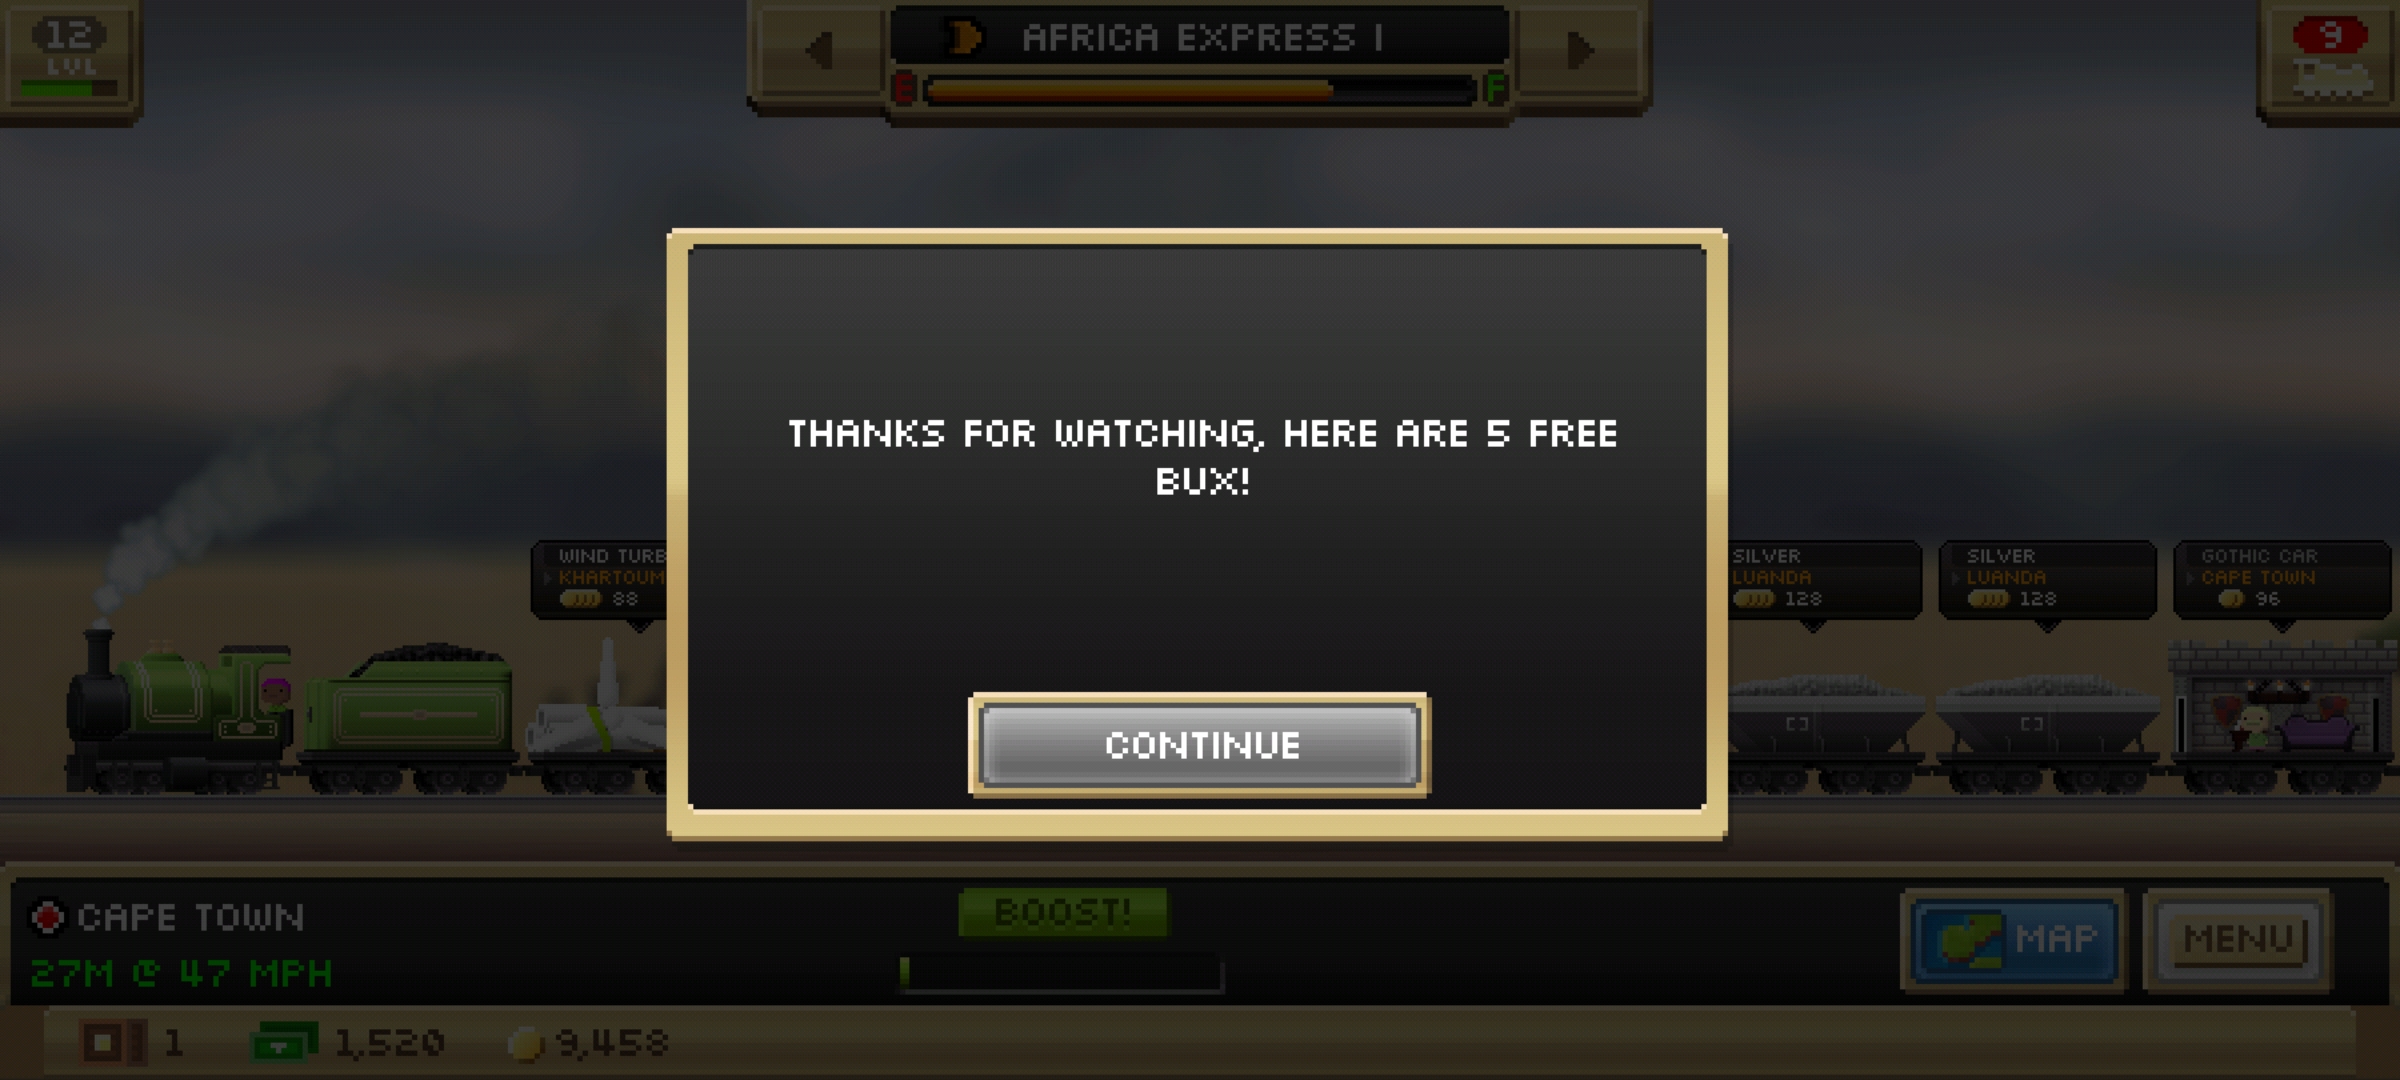 12
LVL
AFRICA EXPRESS I
E
F
9
THANKS FOR WATCHING, HERE ARE 5 FREE
BUX!
CONTINUE
WIND TURB
KHARTOUM
88
SILVER
LUANDA
128
SILVER
LUANDA
128
GOTHIC CAR
CAPE TOWN
96
CAPE TOWN
27M @ 47 MPH
BOOST!
MAP
MENU
1
1,520
9,458